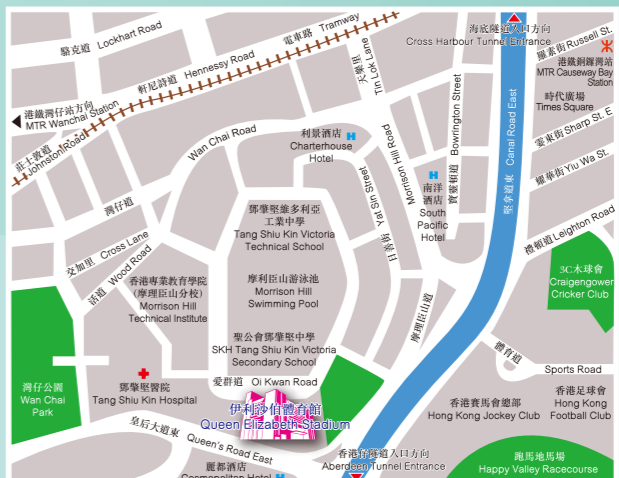 駱克道 Lockhart Road
電車路 Tramway
軒尼詩道 Hennessy Road
天樂里
Tin Lok Lane
海底隧道入口方向
Cross Harbour Tunnel Entrance
羅素街 Russell St.
港鐵銅鑼灣站
MTR Causeway Bay
Station
時代廣場
Times Square
霎東街 Sharp St. E
耀華街 Yiu Wa St.
港鐵灣仔站方向
MTR Wanchai Station
莊士敦道
Johnston Road
Wan Chai Road
灣仔道
利景酒店
Charterhouse
Hotel
Morrison Hill Road
摩理臣山道
寶靈頓道 Bowrington Street
堅拿道東 Canal Road East
南洋
酒店
South
Pacific
Hotel
日善街 Yat Sin Street
禮頓道 Leighton Road
鄧肇堅維多利亞
工業中學
Tang Shiu Kin Victoria
Technical School
交加里 Cross Lane
活道 Wood Road
香港專業教育學院
(摩理臣山分校)
Morrison Hill
Technical Institute
摩利臣山游泳池
Morrison Hill
Swimming Pool
3C木球會
Craigengower
Cricker Club
聖公會鄧肇堅中學
SKH Tang Shiu Kin Victoria
Secondary School
體育道
Sports Road
灣仔公園
Wan Chai
Park
鄧肇堅醫院
Tang Shiu Kin Hospital
愛群道 Oi Kwan Road
伊利沙伯體育館
Queen Elizabeth Stadium
香港賽馬會總部
Hong Kong Jockey Club
香港足球會
Hong Kong
Football Club
皇后大道東 Queen's Road East
麗都酒店
Cosmopolitan Hotel
香港仔隧道入口方向
Aberdeen Tunnel Entrance
跑馬地馬場
Happy Valley Racecourse